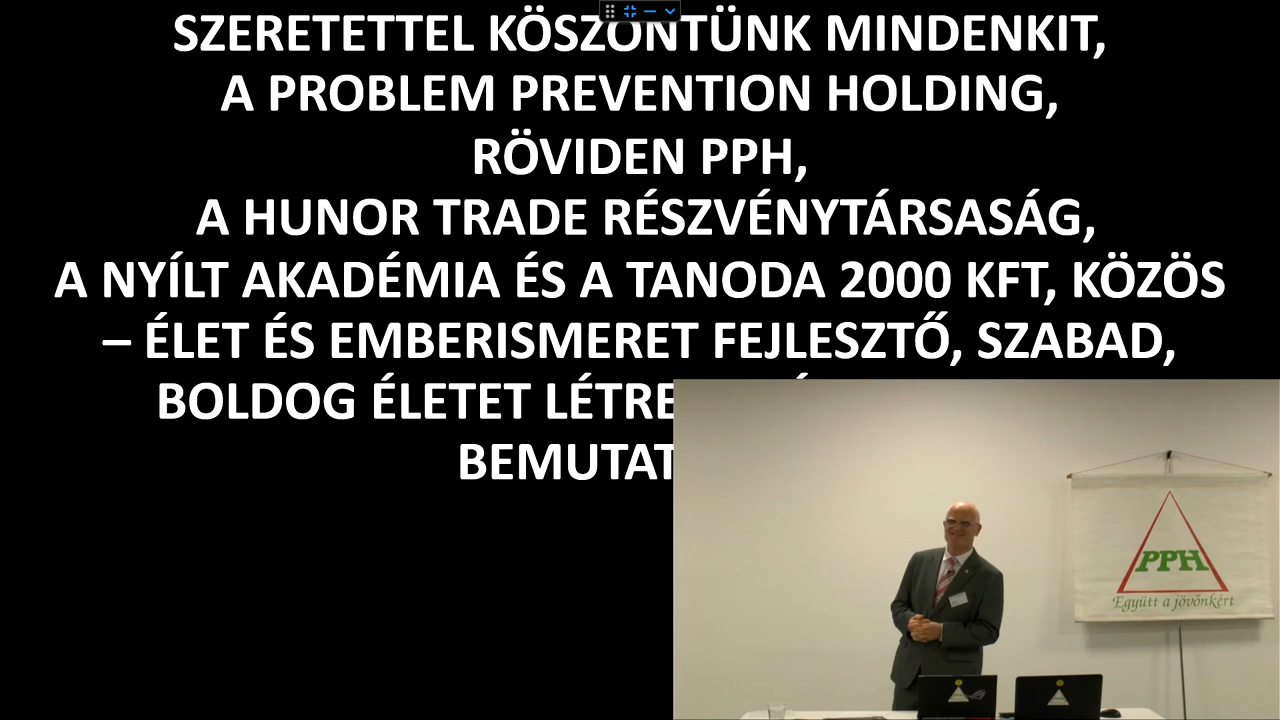 SZERETETTEL KÖSZÖNTÜNK MINDENKIT,
A PROBLEM PREVENTION HOLDING,
RÖVIDEN PPH,
A HUNOR TRADE RÉSZVÉNYTÁRSASÁG,
A NYÍLT AKADÉMIA ÉS A TANODA 2000 KFT, KÖZÖS
– ÉLET ÉS EMBERISMERET FEJLESZTŐ, SZABAD,
BOLDOG ÉLETET
PPH
Együtt a jövőnkért